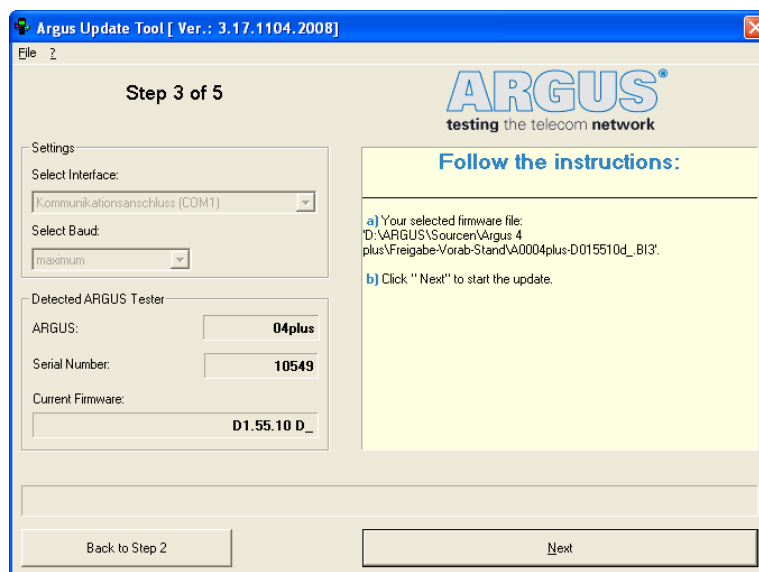 Argus Update Tool [ Ver.: 3.17.1104.2008]
File ?
Step 3 of 5
ARGUS®
testing the telecom network
Settings
Select Interface:
Kommunikationsanschluss (COM1)
Select Baud:
maximum
Detected ARGUS Tester
ARGUS:
04plus
Serial Number:
10549
Current Firmware:
D1.55.10 D_
Follow the instructions:
a) Your selected firmware file:
'D:\ARGUS\Sourcen\Argus 4
plus\Freigabe-Vorab-Stand\A0004plus-D015510d_.BI3'.
b) Click " Next" to start the update.
Back to Step 2
Next